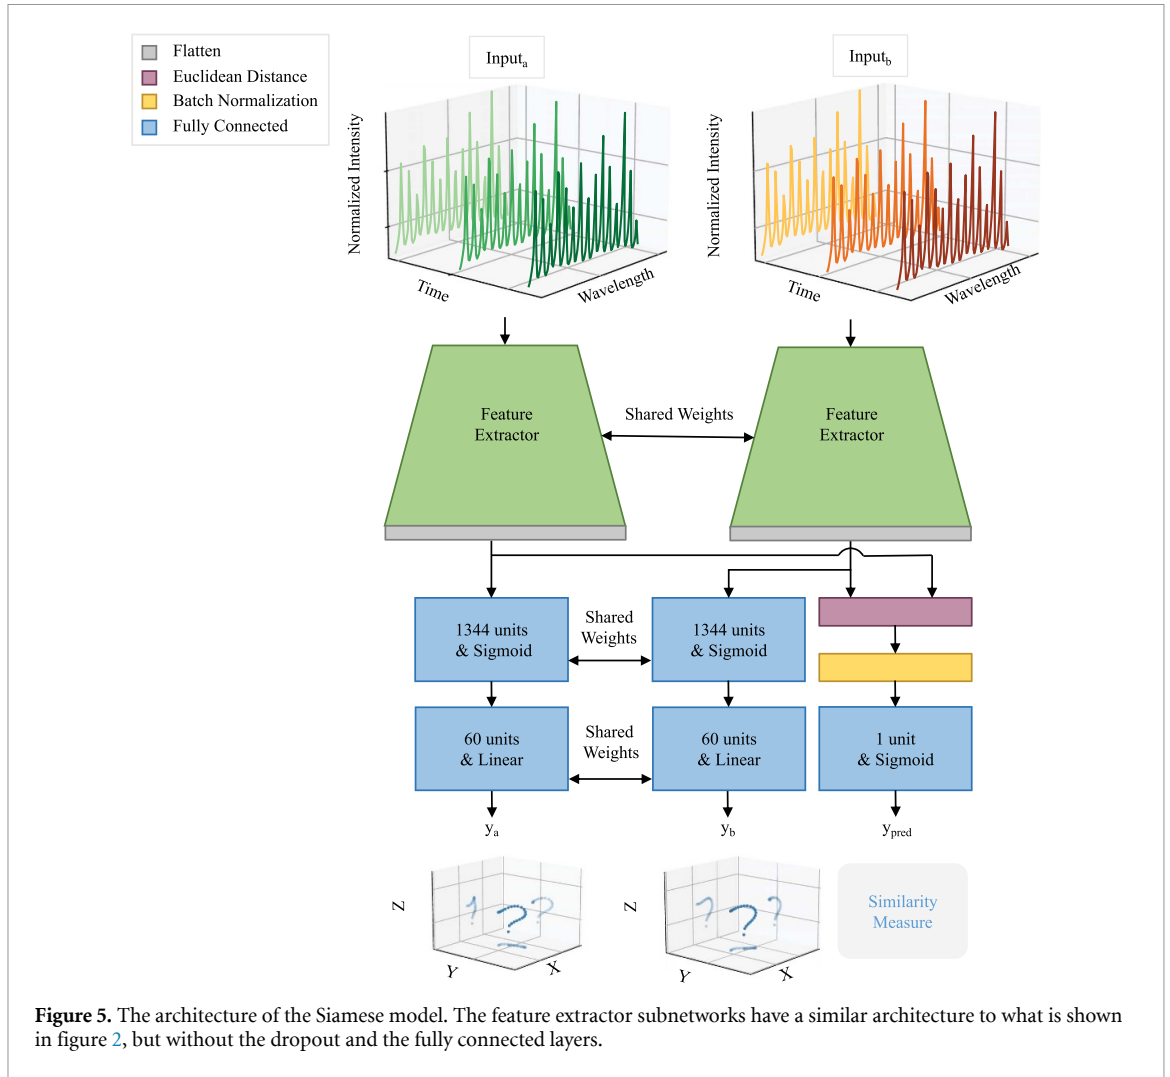 Flatten
Euclidean Distance
Batch Normalization
Fully Connected
Input_a
Input_b
Normalized Intensity
Time
Wavelength
Normalized Intensity
Time
Wavelength
Feature
Extractor
Shared Weights
Feature
Extractor
1344 units
& Sigmoid
Shared
Weights
1344 units
& Sigmoid
60 units
& Linear
Shared
Weights
60 units
& Linear
1 unit
& Sigmoid
y_a
y_b
y_pred
Z
Y
X
Z
Y
X
Similarity
Measure
Figure 5. The architecture of the Siamese model. The feature extractor subnetworks have a similar architecture to what is shown
in figure 2, but without the dropout and the fully connected layers.